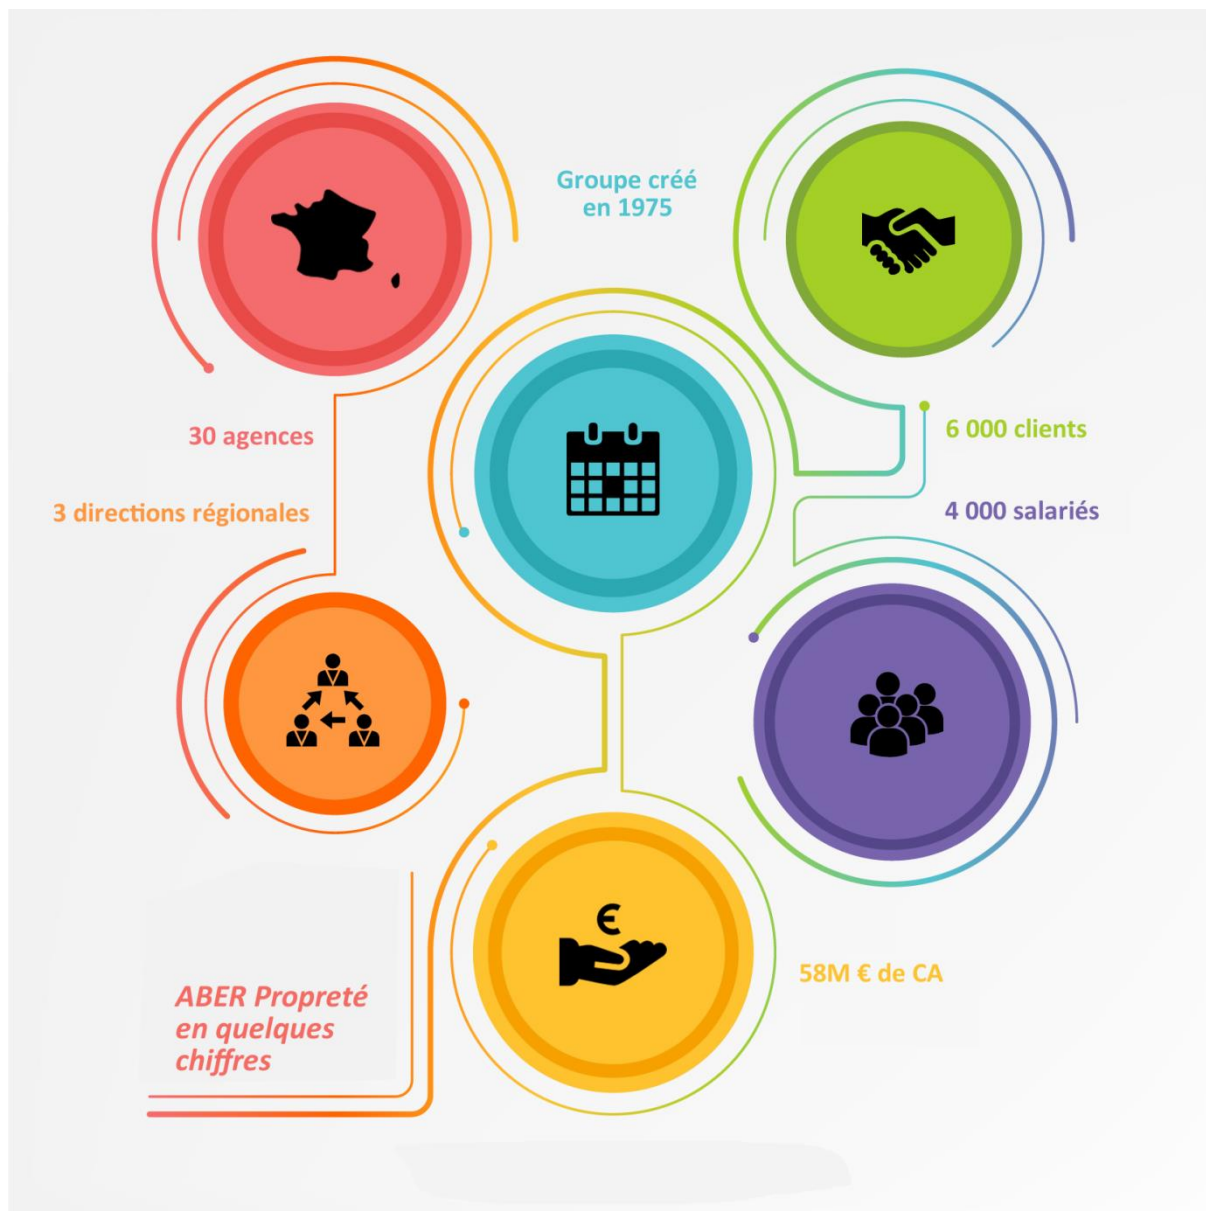 Groupe créé
en 1975
30 agences
6 000 clients
3 directions régionales
4 000 salariés
58M € de CA
ABER Propreté
en quelques
chiffres